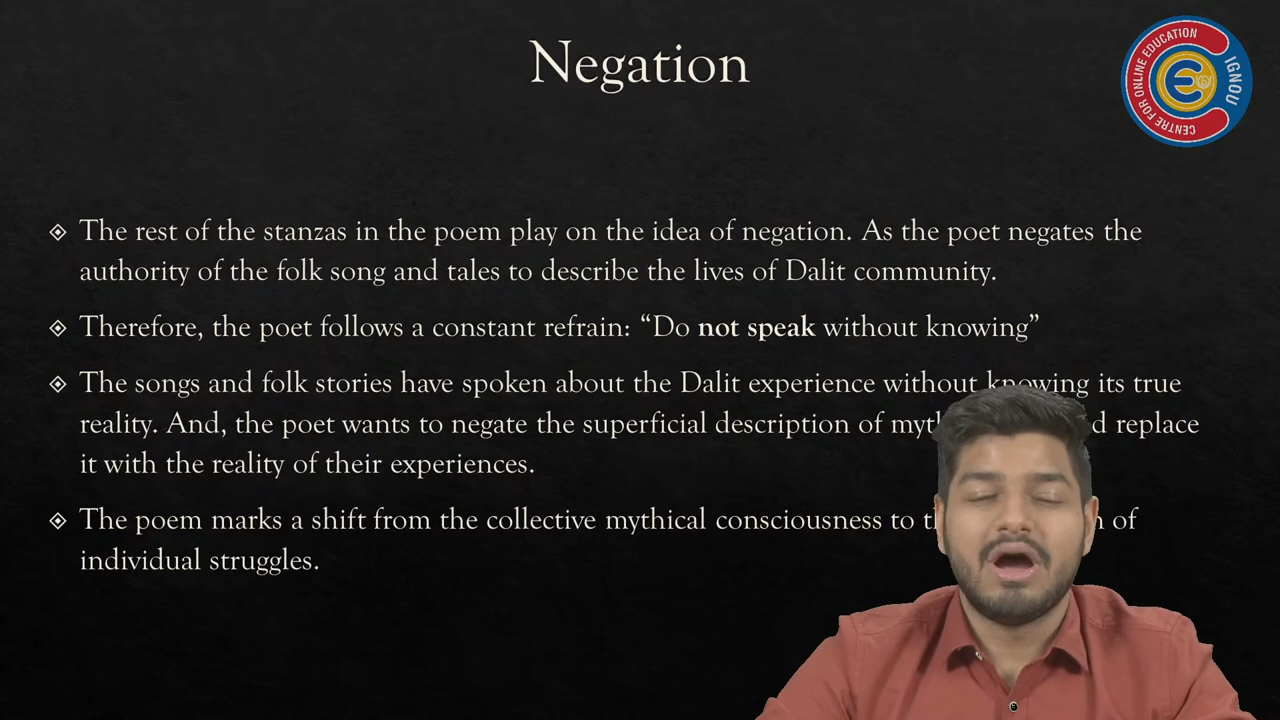 Negation
CENTRE FOR ONLINE EDUCATION
IGNOU
The rest of the stanzas in the poem play on the idea of negation. As the poet negates the
authority of the folk song and tales to describe the lives of Dalit community.
Therefore, the poet follows a constant refrain: “Do not speak without knowing”
The songs and folk stories have spoken about the Dalit experience without knowing its true
reality. And, the poet wants to negate the superficial description of replace
it with the reality of their experiences.
The poem marks a shift from the collective mythical consciousness to of
individual struggles.